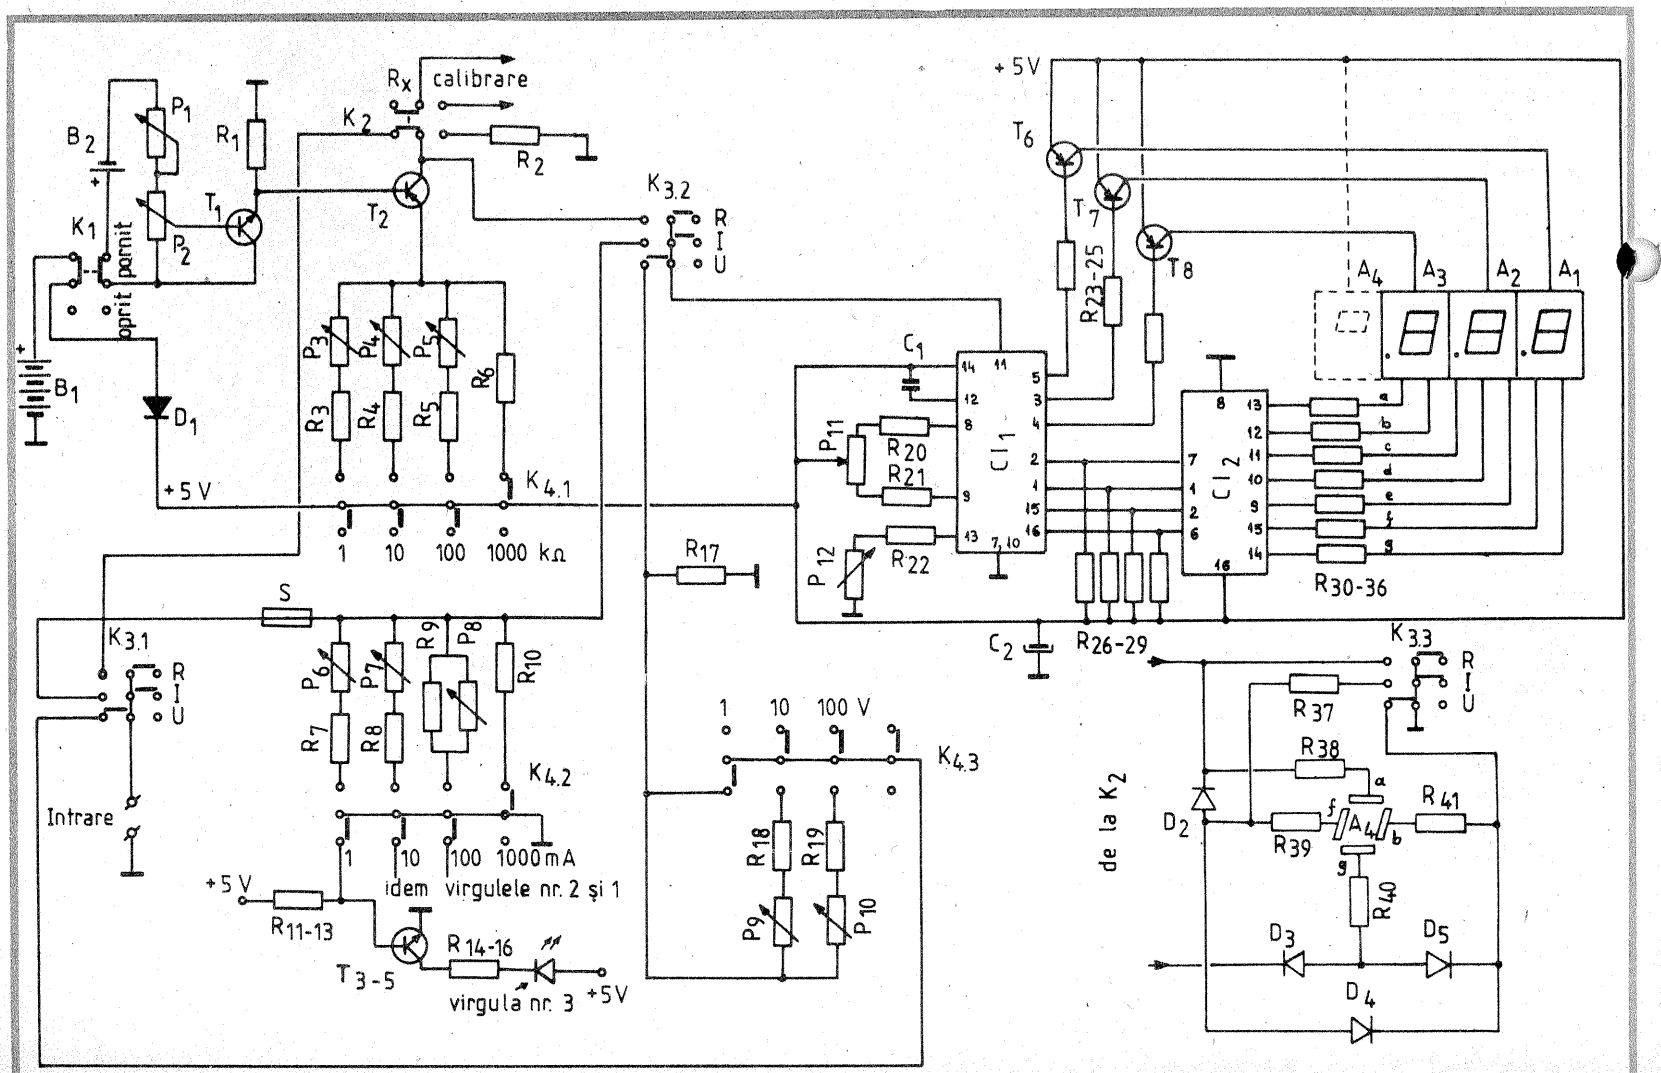 Rx calibrare
K2
R2
P1
B2
+
R1
T1
T2
P2
K1
pornit
oprit
+
B1
D1
+5 V
P3
P4
P5
R6
R3
R4
R5
K4.1
1 10 100 1000 kΩ
K3.2
R
I
U
+5V
T6
T7
T8
R23-25
A4 A3 A2 A1
C1
14 11
12
8
9
13
7,10
5
3
4
2
1
15
16
CI1
P11
R20
R21
P12
R22
7
1
2
6
8
16
CI2
13 a
12 b
11 c
10 d
9 e
15 f
14 g
R30-36
R26-29
C2
R17
S
K3.1
R
I
U
P6
P7
R9
P8
R10
R7
R8
K4.2
1 10 100 1000 mA
idem virgulele nr. 2 și 1
Intrare
+5V
R11-13
T3-5
R14-16
virgula nr. 3
+5V
1 10 100 V
K4.3
R18
R19
P9
P10
K3.3
R
I
U
R37
R38
a
f
A4
b
g
R41
D2
R39
R40
de la K2
D3
D5
D4